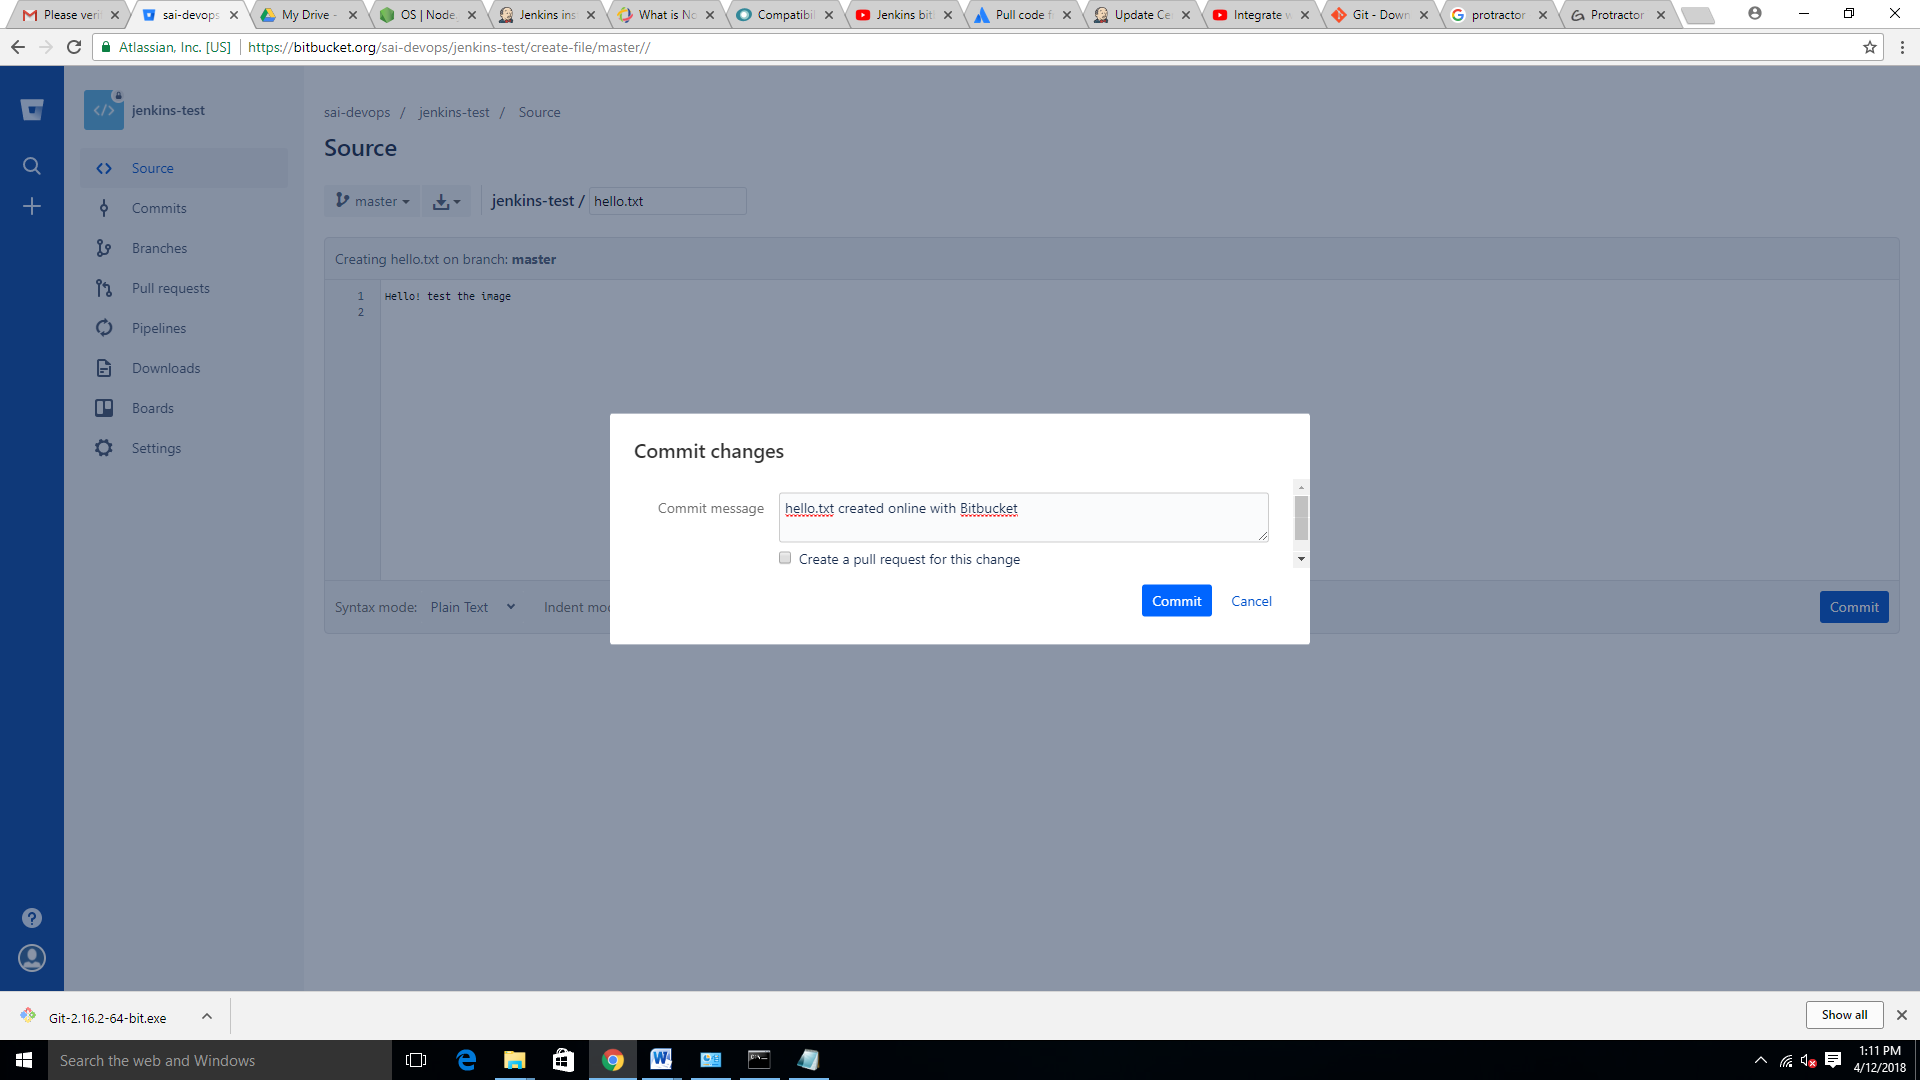 Please veri
sai-devops
My Drive -
OS | Node.
Jenkins ins
What is No
Compatibil
Jenkins bit
Pull code f
Update Ce
Integrate w
Git - Down
protractor
Protractor
Atlassian, Inc. [US] | https://bitbucket.org/sai-devops/jenkins-test/create-file/master//
jenkins-test
Source
Commits
Branches
Pull requests
Pipelines
Downloads
Boards
Settings
sai-devops / jenkins-test / Source
Source
master
jenkins-test / hello.txt
Creating hello.txt on branch: master
1 Hello! test the image
2
Commit changes
Commit message
hello.txt created online with Bitbucket
Create a pull request for this change
Commit Cancel
Syntax mode: Plain Text Indent mo
Commit
Git-2.16.2-64-bit.exe
Show all
Search the web and Windows
1:11 PM
4/12/2018